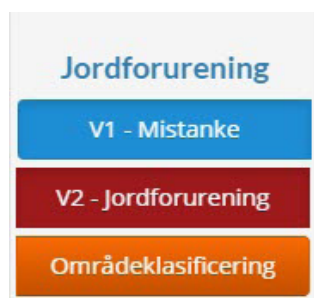 Jordforurening
V1 - Mistanke
V2 - Jordforurening
Områdeklasificering